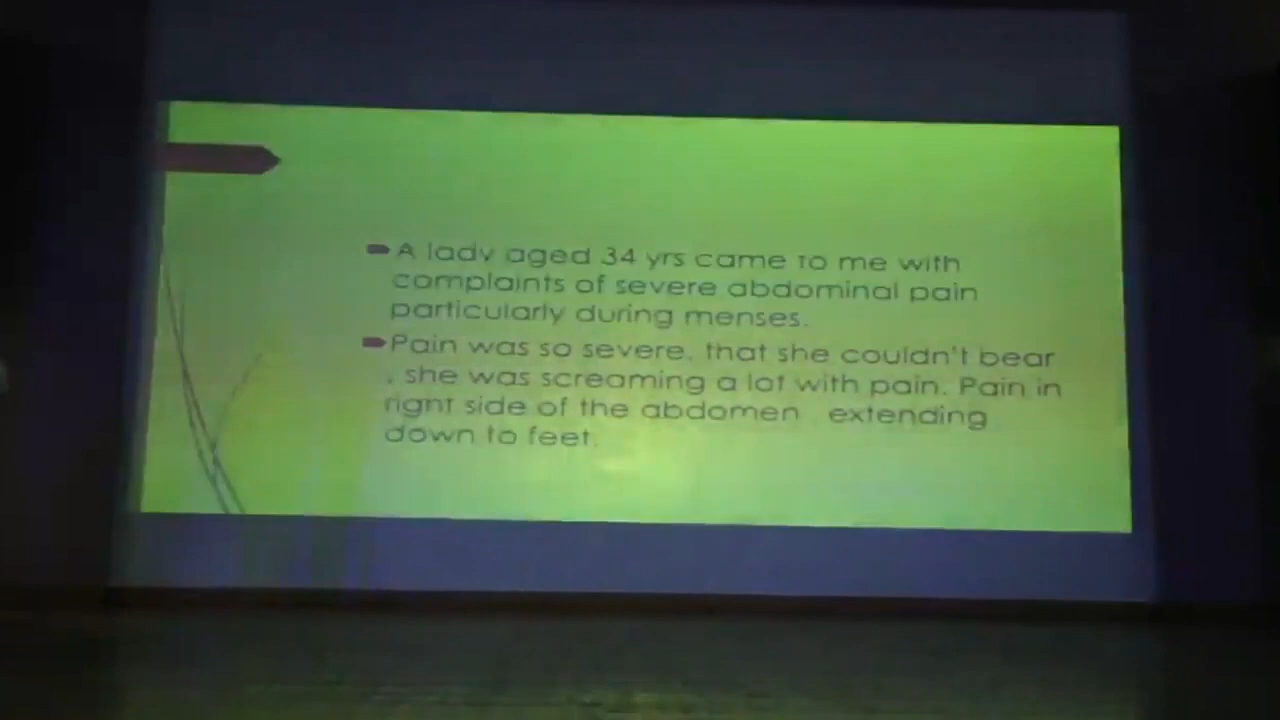 A lady aged 34 yrs came to me with
complaints of severe abdominal pain
particularly during menses.
Pain was so severe, that she couldn't bear
, she was screaming a lot with pain. Pain in
right side of the abdomen extending
down to feet.